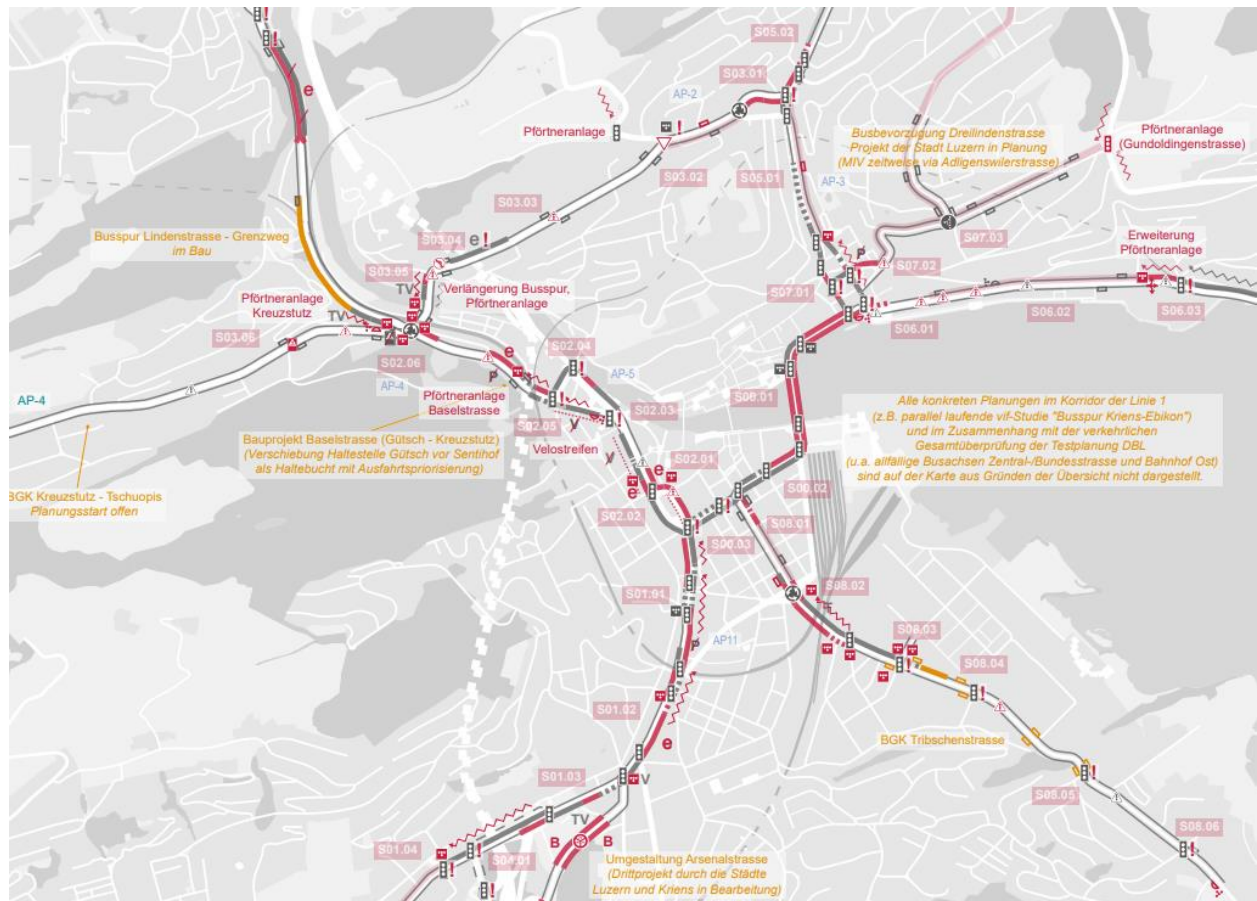 S05.02
S03.01
AP-2
e
Pförtneranlage
S03.02
S05.01
Busbevorzugung Dreilindenstrasse
Projekt der Stadt Luzern in Planung
(MIV zeitweise via Adligenswilerstrasse)
Pförtneranlage
(Gundoldingenstrasse)
AP-3
S03.03
S07.03
Busspur Lindenstrasse - Grenzweg
im Bau
S03.04
e!
P
S07.02
Erweiterung
Pförtneranlage
S03.05
TV
Verlängerung Busspur,
Pförtneranlage
S07.01
e
Pförtneranlage
Kreuzstutz
TV
S06.01
S06.02
S06.03
S03.06
S02.06
AP-4
e
S02.04
AP-5
P
AP-4
Pförtneranlage
Baselstrasse
S00.01
S02.05
S02.03
V
Alle konkreten Planungen im Korridor der Linie 1
(z.B. parallel laufende vif-Studie "Busspur Kriens-Ebikon")
und im Zusammenhang mit der verkehrlichen
Gesamtüberprüfung der Testplanung DBL
(u.a. allfällige Busachsen Zentral-/Bundesstrasse und Bahnhof Ost)
sind auf der Karte aus Gründen der Übersicht nicht dargestellt.
Bauprojekt Baselstrasse (Gütsch - Kreuzstutz)
(Verschiebung Haltestelle Gütsch vor Sentihof
als Haltebucht mit Ausfahrtspriorisierung)
Velostreifen
V
S02.01
e
BGK Kreuzstutz - Tschuopis
Planungsstart offen
S02.02
S00.02
S08.01
S00.03
S01.01
S08.02
T
AP11
P
S08.03
S08.04
S01.02
e
BGK Tribschenstrasse
S01.03
V
S08.05
TV
S01.04
B
B
S08.06
S04.01
Umgestaltung Arsenalstrasse
(Drittprojekt durch die Städte
Luzern und Kriens in Bearbeitung)